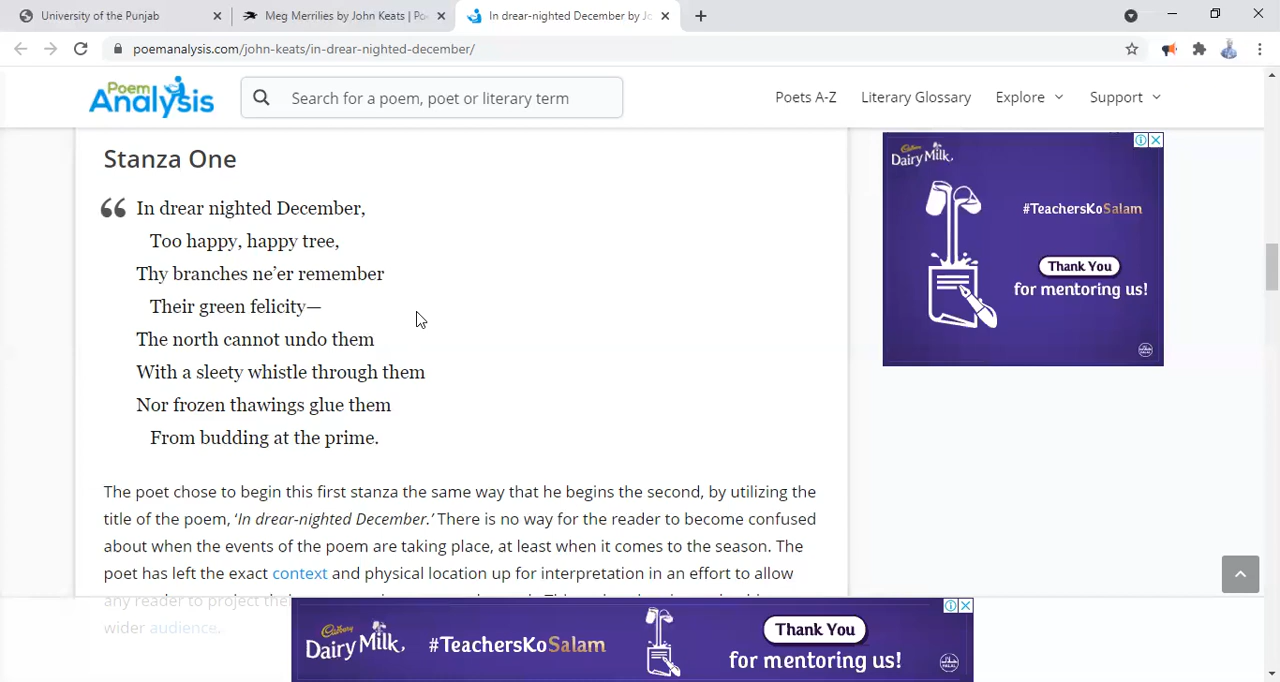 University of the Punjab
Meg Merrilies by John Keats | Po
In drear-nighted December by Jo
poemanalysis.com/john-keats/in-drear-nighted-december/
Poem
Analysis
Search for a poem, poet or literary term
Poets A-Z
Literary Glossary
Explore
Support
Stanza One
“ In drear nighted December,
Too happy, happy tree,
Thy branches ne’er remember
Their green felicity—
The north cannot undo them
With a sleety whistle through them
Nor frozen thawings glue them
From budding at the prime.
The poet chose to begin this first stanza the same way that he begins the second, by utilizing the
title of the poem, ‘In drear-nighted December.’ There is no way for the reader to become confused
about when the events of the poem are taking place, at least when it comes to the season. The
poet has left the exact context and physical location up for interpretation in an effort to allow
any reader to project
wider audience.
Cadbury
Dairy Milk
#TeachersKoSalam
Thank You
for mentoring us!
Cadbury
Dairy Milk
#TeachersKoSalam
Thank You
for mentoring us!